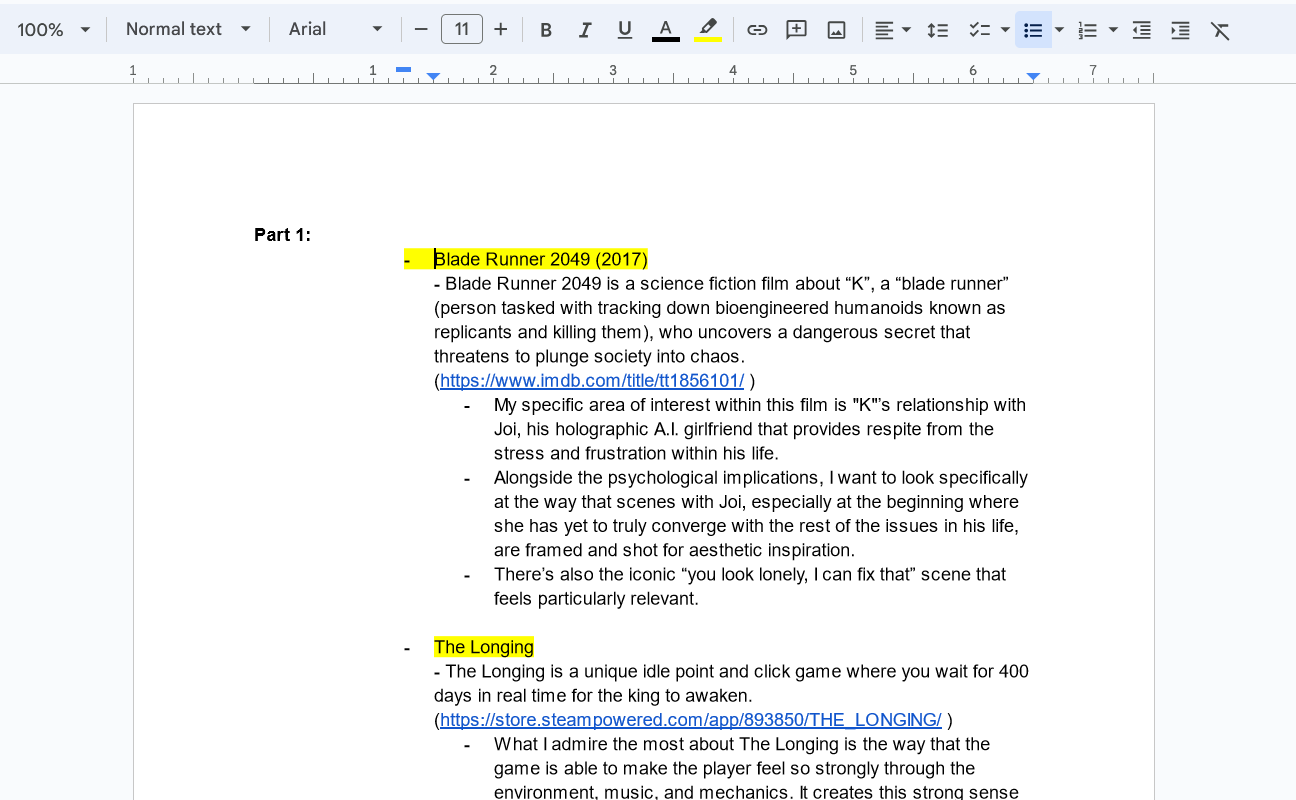 100% Normal text Arial 11 B I U A
1 1 2 3 4 5 6 7
Part 1:
- Blade Runner 2049 (2017)
- Blade Runner 2049 is a science fiction film about “K”, a “blade runner”
(person tasked with tracking down bioengineered humanoids known as
replicants and killing them), who uncovers a dangerous secret that
threatens to plunge society into chaos.
(https://www.imdb.com/title/tt1856101/ )
- My specific area of interest within this film is "K"’s relationship with
Joi, his holographic A.I. girlfriend that provides respite from the
stress and frustration within his life.
- Alongside the psychological implications, I want to look specifically
at the way that scenes with Joi, especially at the beginning where
she has yet to truly converge with the rest of the issues in his life,
are framed and shot for aesthetic inspiration.
- There’s also the iconic “you look lonely, I can fix that” scene that
feels particularly relevant.
- The Longing
- The Longing is a unique idle point and click game where you wait for 400
days in real time for the king to awaken.
(https://store.steampowered.com/app/893850/THE_LONGING/ )
- What I admire the most about The Longing is the way that the
game is able to make the player feel so strongly through the
environment, music, and mechanics. It creates this strong sense